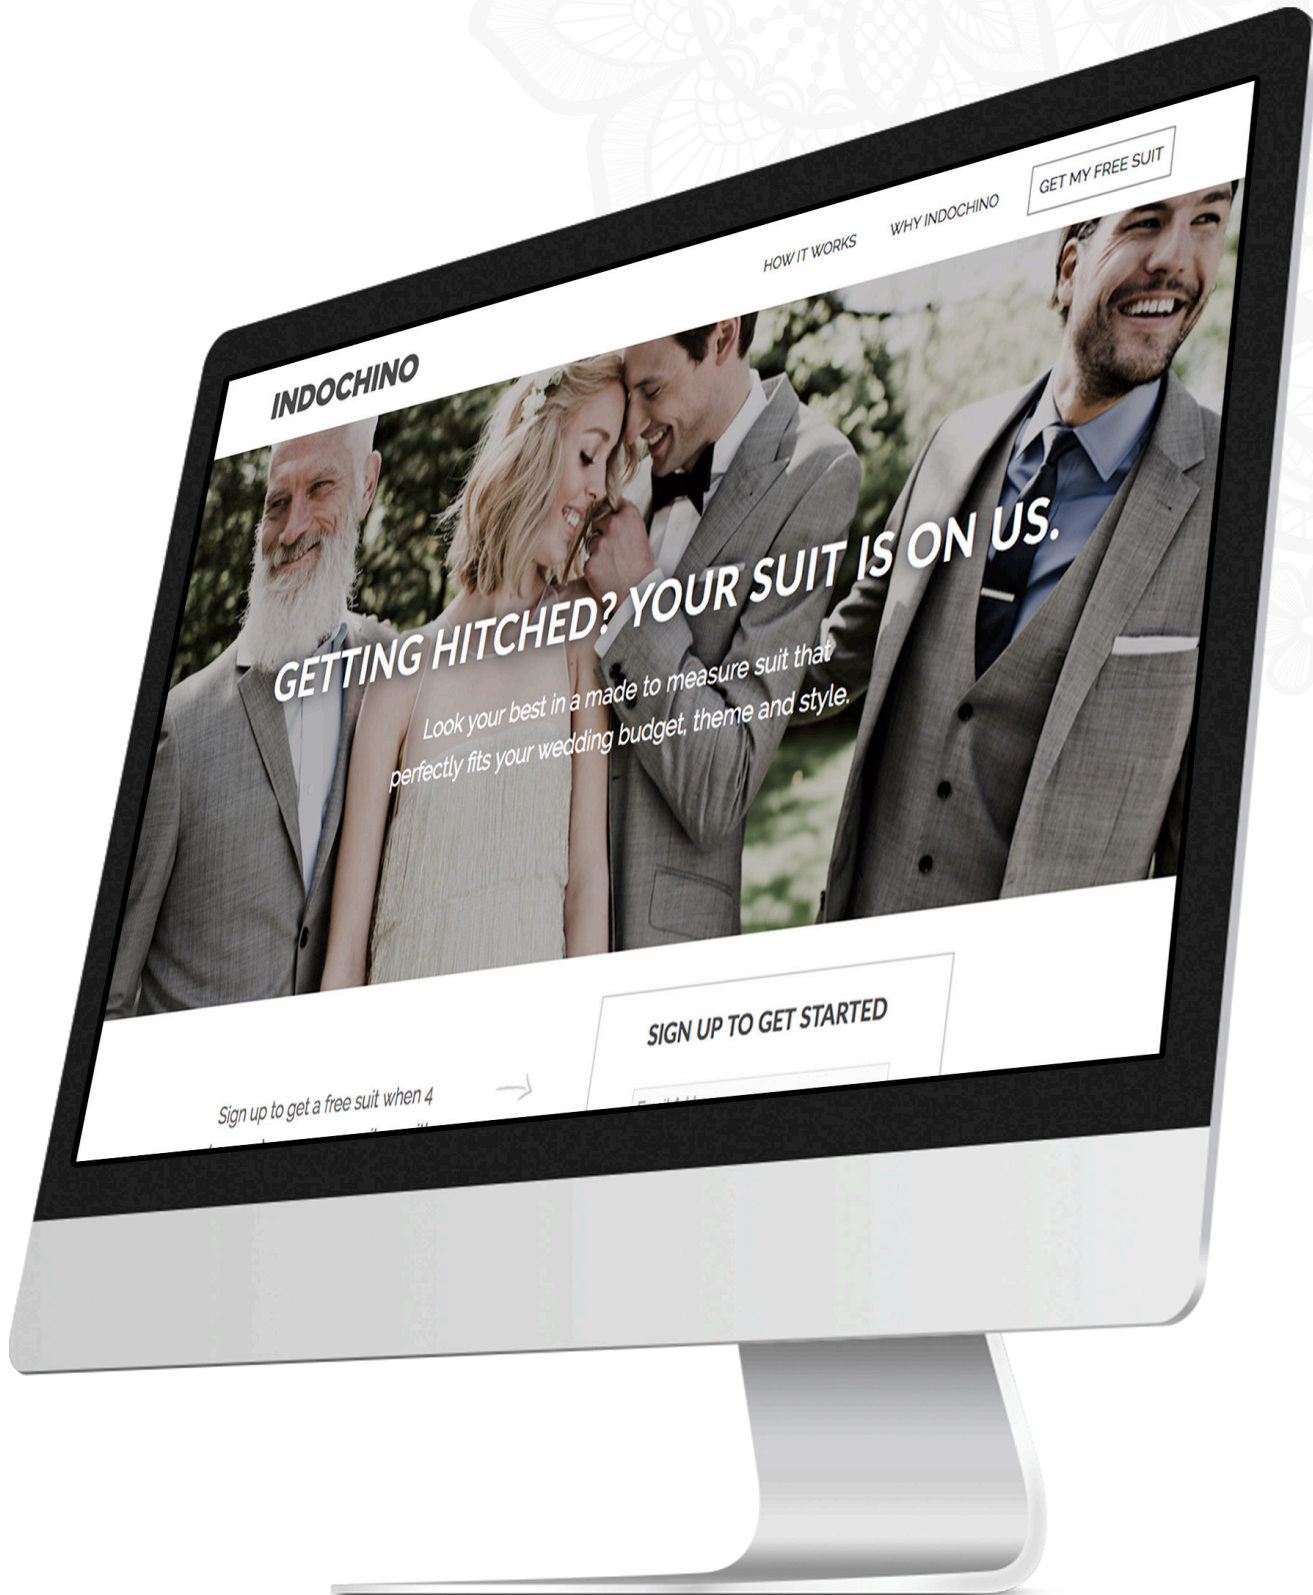 INDOCHINO
HOW IT WORKS
WHY INDOCHINO
GET MY FREE SUIT
GETTING HITCHED? YOUR SUIT IS ON US.
Look your best in a made to measure suit that
perfectly fits your wedding budget, theme and style.
Sign up to get a free suit when 4
SIGN UP TO GET STARTED